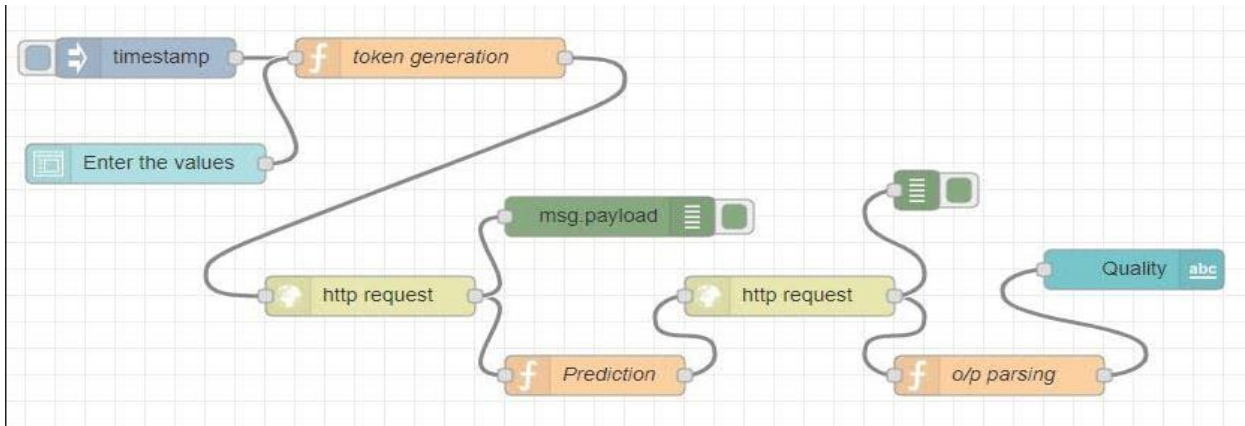 timestamp
token generation
Enter the values
msg.payload
Quality abc
http request
http request
Prediction
o/p parsing